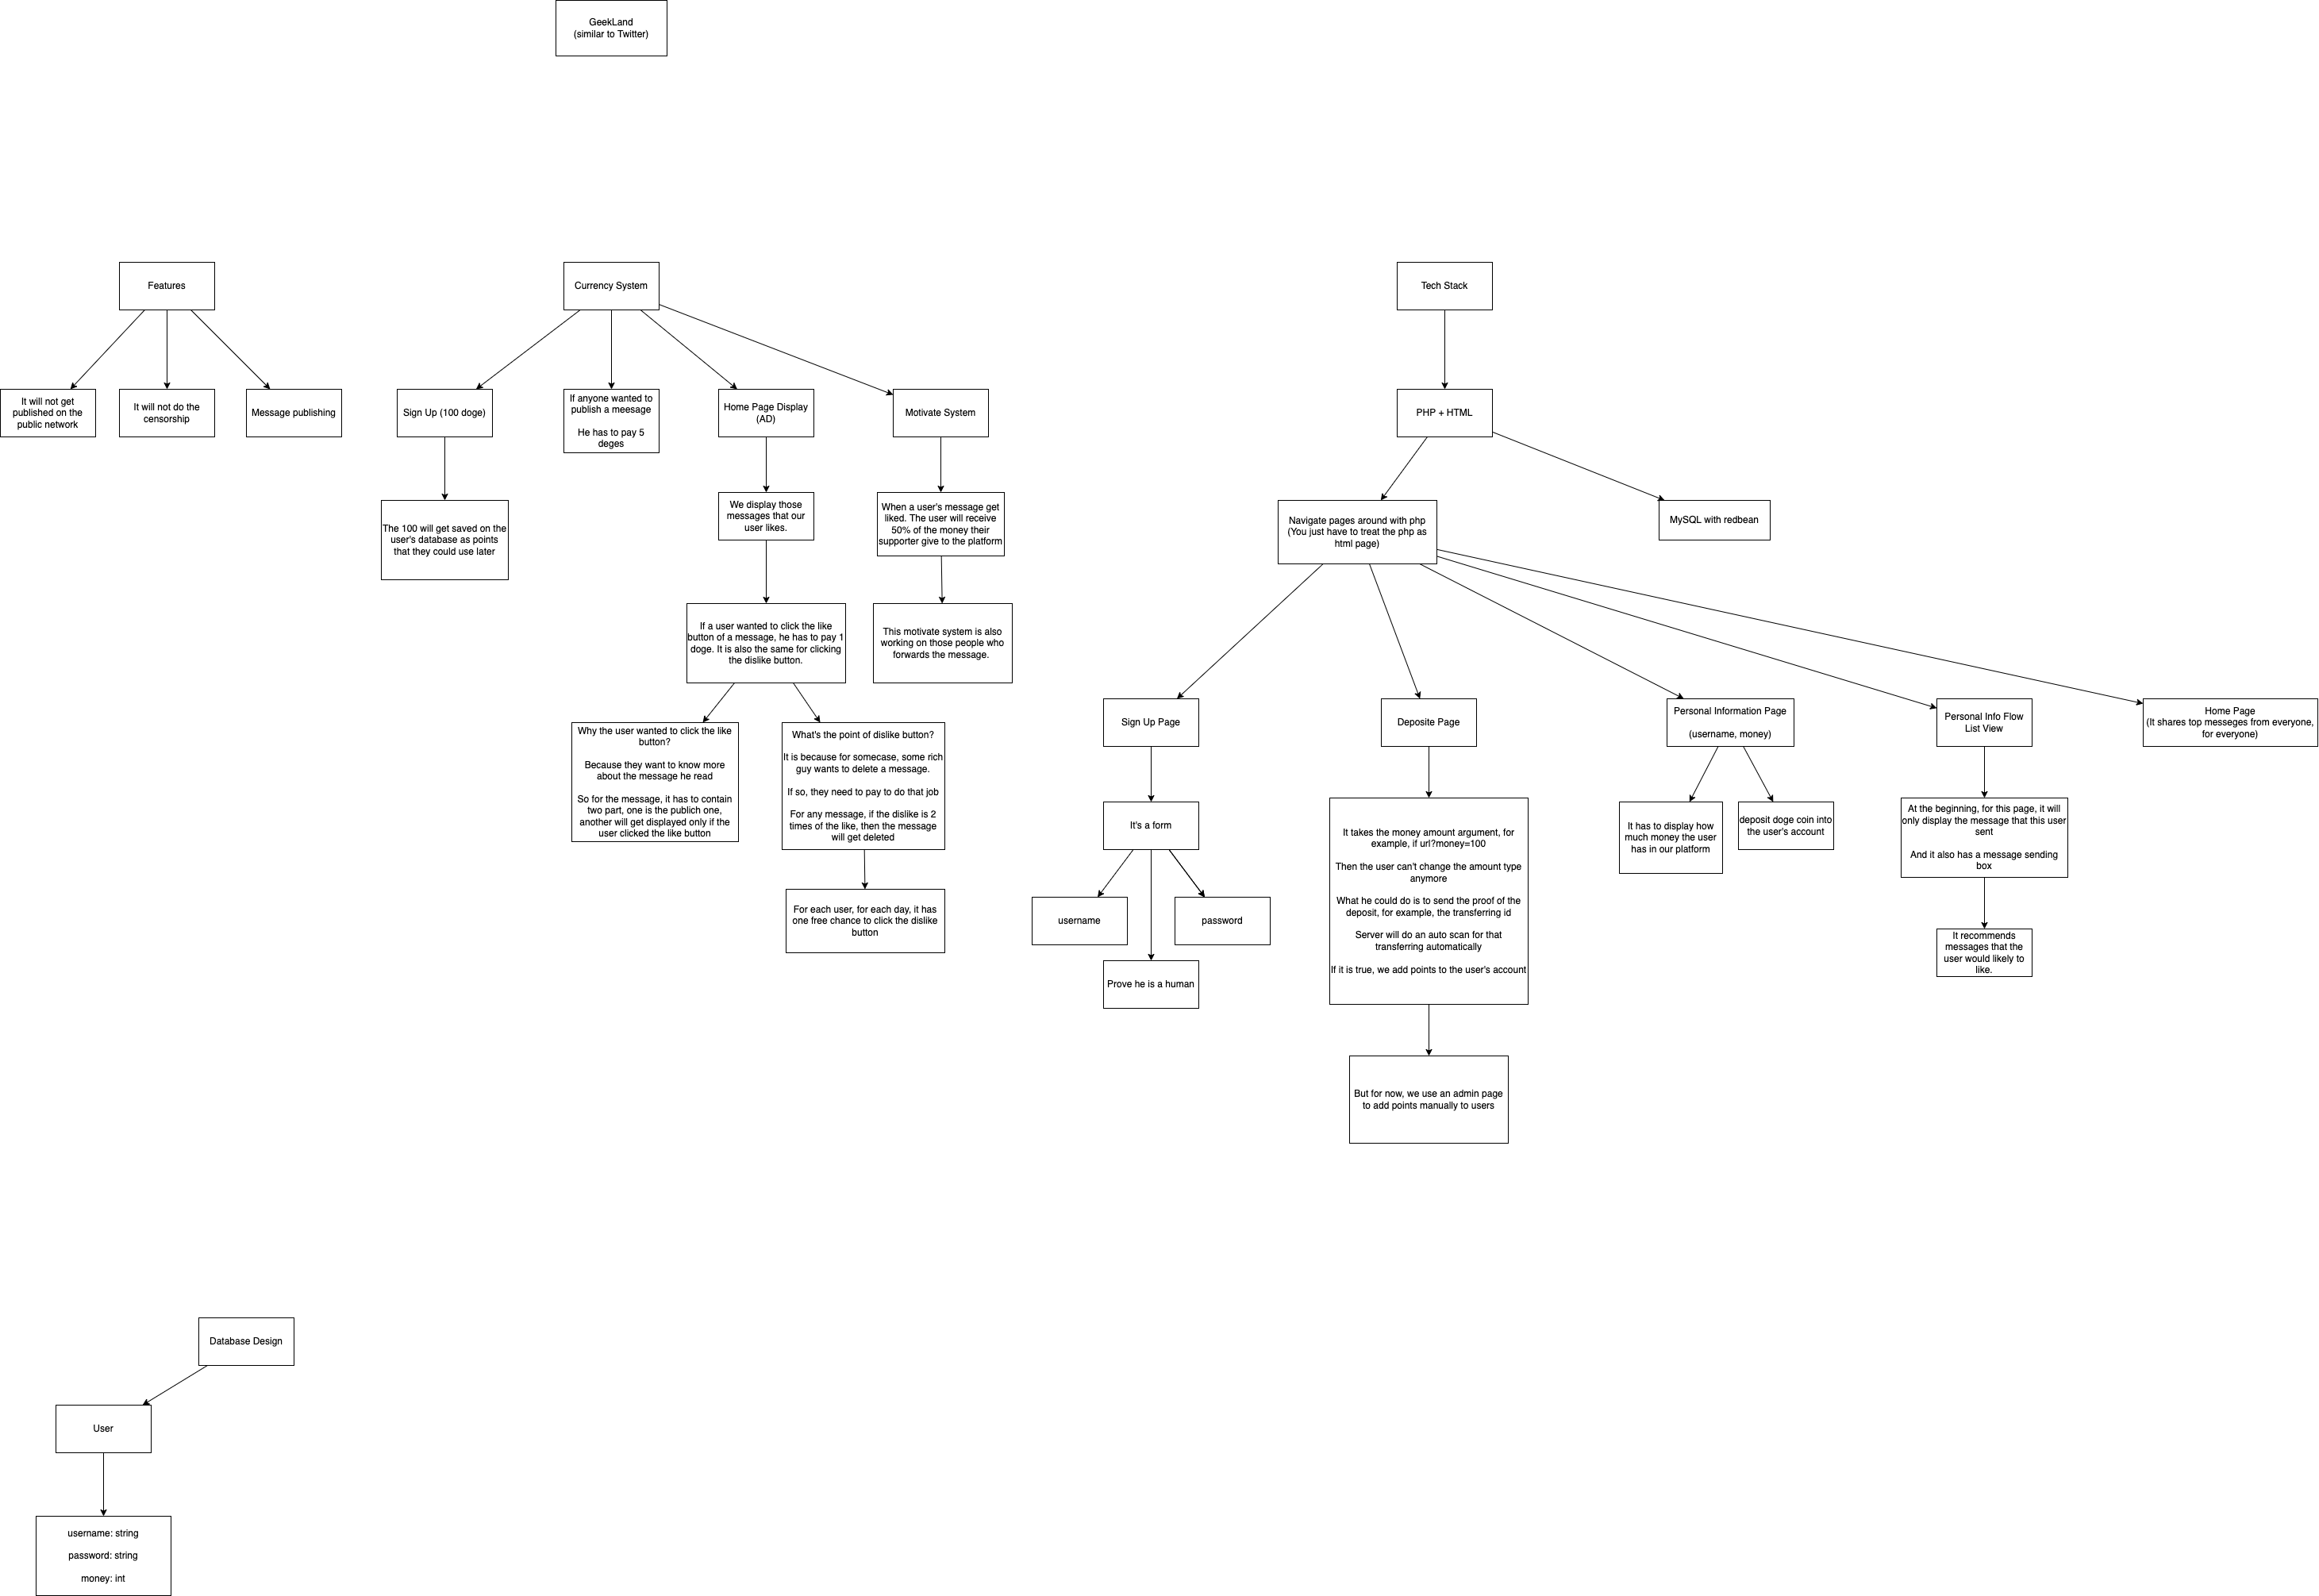 GeekLand
(similar to Twitter)
Features
Currency System
Tech Stack
It will not get
published on the
public network
It will not do the
censorship
Message publishing
Sign Up (100 doge)
If anyone wanted to
publish a meesage
He has to pay 5
deges
Home Page Display
(AD)
Motivate System
PHP + HTML
The 100 will get saved on the
user's database as points
that they could use later
We display those
messages that our
user likes.
When a user's message get
liked. The user will receive
50% of the money their
supporter give to the platform
Navigate pages around with php
(You just have to treat the php as
html page)
MySQL with redbean
If a user wanted to click the like
button of a message, he has to pay 1
doge. It is also the same for clicking
the dislike button.
This motivate system is also
working on those people who
forwards the message.
Why the user wanted to click the like
button?
Because they want to know more
about the message he read
So for the message, it has to contain
two part, one is the publich one,
another will get displayed only if the
user clicked the like button
What's the point of dislike button?
It is because for somecase, some rich
guy wants to delete a message.
If so, they need to pay to do that job
For any message, if the dislike is 2
times of the like, then the message
will get deleted
For each user, for each day, it has
one free chance to click the dislike
button
Sign Up Page
Deposite Page
Personal Information Page
(username, money)
Personal Info Flow
List View
Home Page
(It shares top messeges from everyone,
for everyone)
It's a form
username
password
Prove he is a human
It takes the money amount argument, for
example, if url?money=100
Then the user can't change the amount type
anymore
What he could do is to send the proof of the
deposit, for example, the transferring id
Server will do an auto scan for that
transferring automatically
If it is true, we add points to the user's account
But for now, we use an admin page
to add points manually to users
It has to display how
much money the user
has in our platform
deposit doge coin into
the user's account
At the beginning, for this page, it will
only display the message that this user
sent
And it also has a message sending
box
It recommends
messages that the
user would likely to
like.
Database Design
User
username: string
password: string
money: int